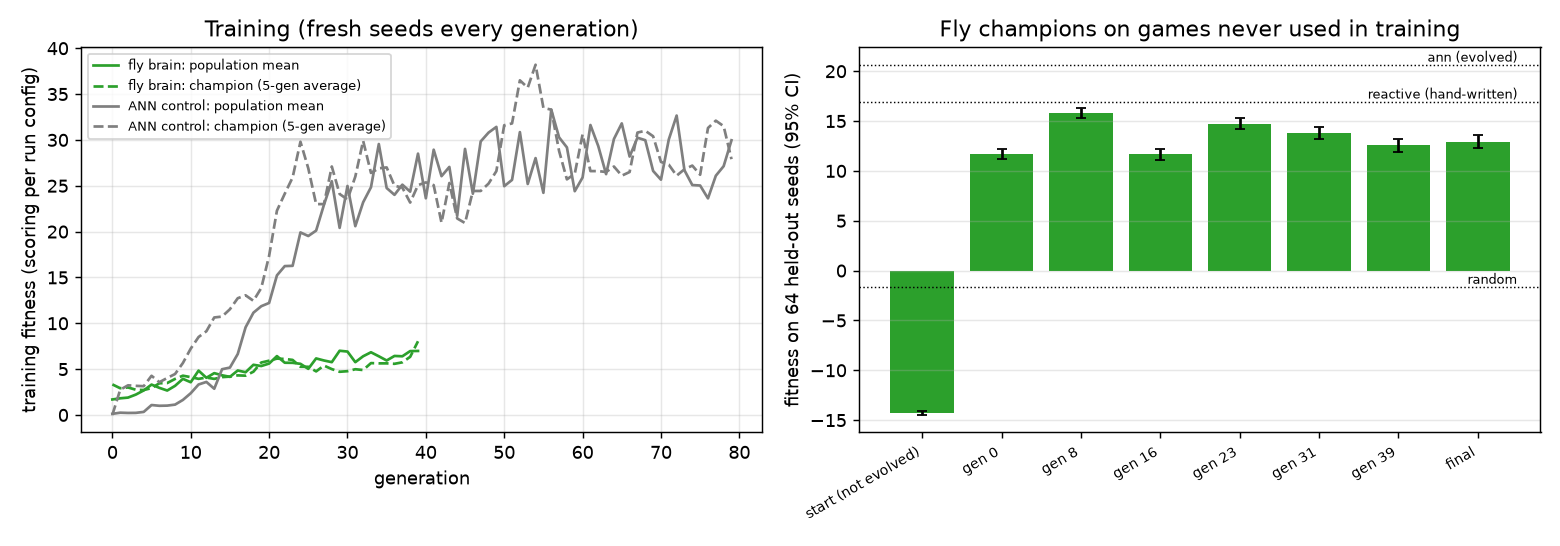 Training (fresh seeds every generation)
training fitness (scoring per run config)
40
35
30
25
20
15
10
5
0
fly brain: population mean
fly brain: champion (5-gen average)
ANN control: population mean
ANN control: champion (5-gen average)
0 10 20 30 40 50 60 70 80
generation
Fly champions on games never used in training
fitness on 64 held-out seeds (95% CI)
20
15
10
5
0
−5
−10
−15
ann (evolved)
reactive (hand-written)
random
start (not evolved)
gen 0
gen 8
gen 16
gen 23
gen 31
gen 39
final